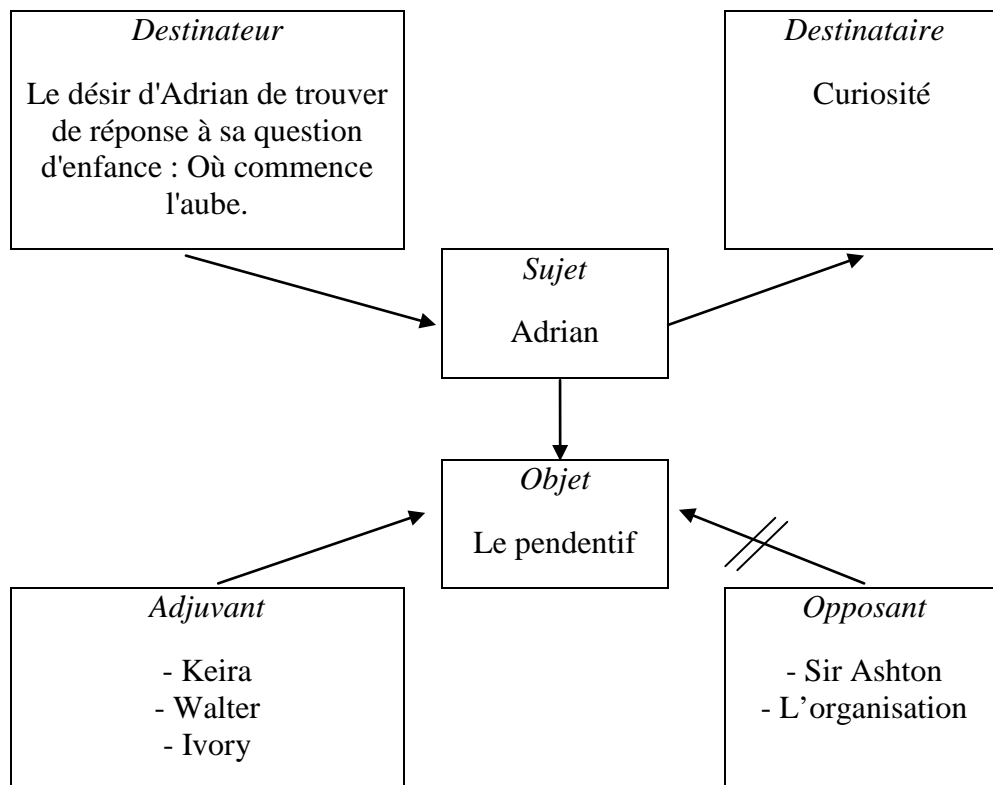 Destinateur
Le désir d'Adrian de trouver
de réponse à sa question
d'enfance : Où commence
l'aube.
Destinataire
Curiosité
Sujet
Adrian
Objet
Le pendentif
Adjuvant
- Keira
- Walter
- Ivory
Opposant
- Sir Ashton
- L’organisation